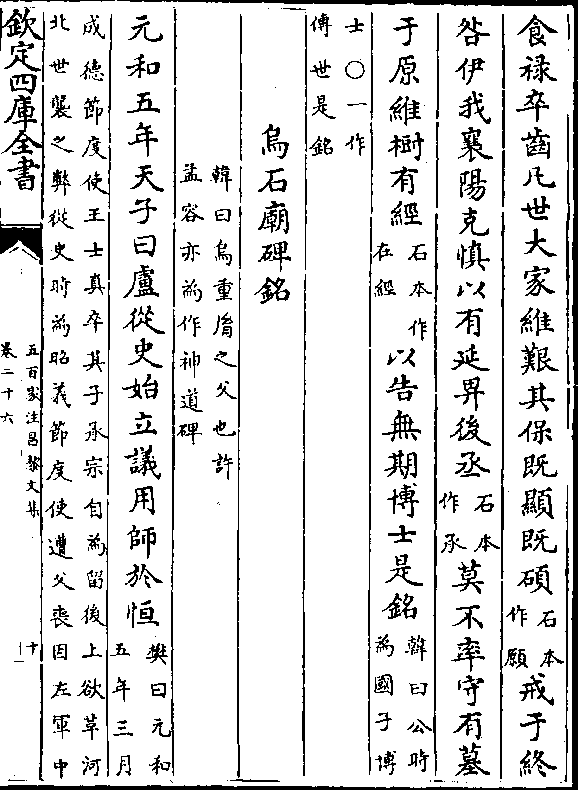 食禄卒齒凡世大家維艱其保既顯既碩石本作願戒于終
咎伊我襄陽克慎以有延畀後丞石本作承莫不率守有墓
于原維樹有經石本作在經以告無期博士是銘韓曰公時為國子博
士〇一作傳世是銘
烏石廟碑銘
韓曰烏重𦙍之父也許孟容亦為作神道碑
元和五年天子曰盧從史始立議用師於恒樊曰元和五年三月
成德節度使王士真卒其子承宗自為留後上欲革河
北世襲之弊從史時為昭義節度使遭父喪因左軍中
欽定四庫全書
五百家注昌黎文集
卷二十六
十一